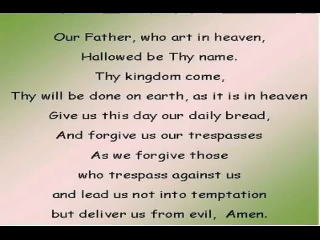 Our Father, who art in heaven,
Hallowed be Thy name.
Thy kingdom come,
Thy will be done on earth, as it is in heaven
Give us this day our daily bread,
And forgive us our trespasses
As we forgive those
who trespass against us
and lead us not into temptation
but deliver us from evil,  Amen.